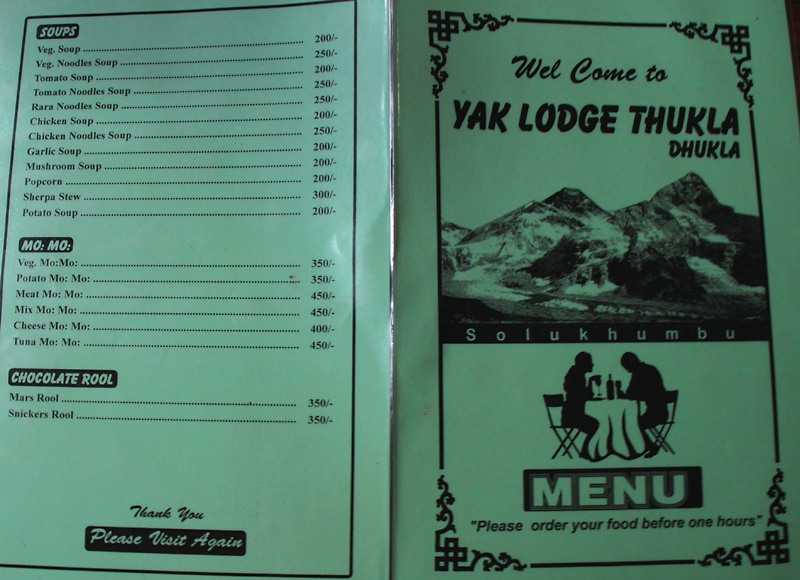 SOUPS
Veg. Soup 200/-
Veg. Noodles Soup 250/-
Tomato Soup 200/-
Tomato Noodles Soup 250/-
Rara Noodles Soup 250/-
Chicken Soup 200/-
Chicken Noodles Soup 250/-
Garlic Soup 200/-
Mushroom Soup 200/-
Popcorn 200/-
Sherpa Stew 300/-
Potato Soup 200/-
MO: MO:
Veg. Mo:Mo: 350/-
Potato Mo: Mo: 350/-
Meat Mo: Mo: 450/-
Mix Mo: Mo: 450/-
Cheese Mo: Mo: 400/-
Tuna Mo: Mo: 450/-
CHOCOLATE ROOL
Mars Rool 350/-
Snickers Rool 350/-
Thank You
Please Visit Again
Wel Come to
YAK LODGE THUKLA
DHUKLA
Solukhumbu
MENU
"Please order your food before one hours"